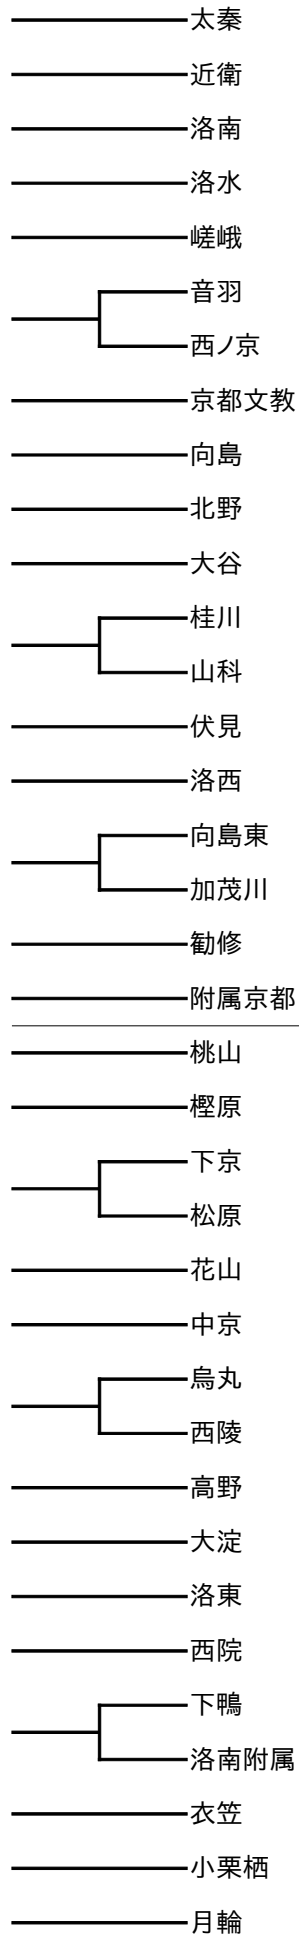 太秦
近衛
洛南
洛水
嵯峨
音羽
西ノ京
京都文教
向島
北野
大谷
桂川
山科
伏見
洛西
向島東
加茂川
勧修
附属京都
桃山
樫原
下京
松原
花山
中京
烏丸
西陵
高野
大淀
洛東
西院
下鴨
洛南附属
衣笠
小栗栖
月輪